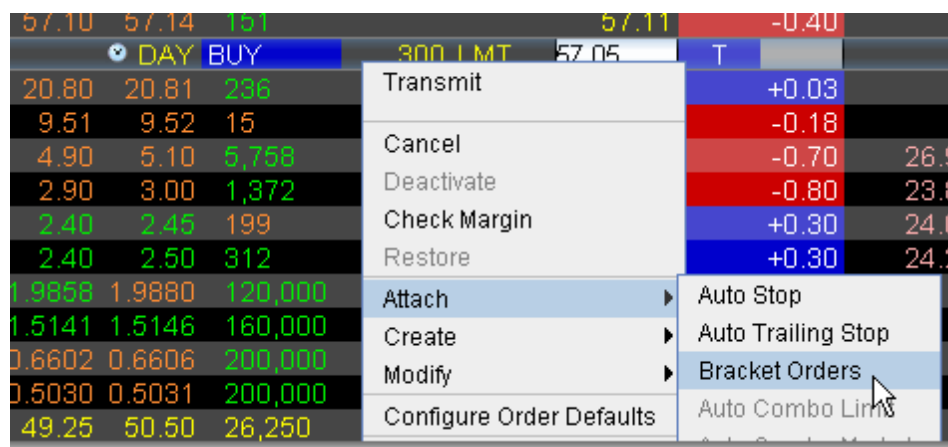 57.10 57.14 151 57.11 -0.40
DAY BUY 300 LMT 57.05 T
20.80 20.81 236 +0.03
9.51 9.52 15 -0.18
4.90 5.10 5,758 -0.70
2.90 3.00 1,372 -0.80
2.40 2.45 199 +0.30
2.40 2.50 312 +0.30
1.9858 1.9880 120,000
1.5141 1.5146 160,000
0.6602 0.6606 200,000
0.5030 0.5031 200,000
49.25 50.50 26,250
Transmit
Cancel
Deactivate
Check Margin
Restore
Attach
Create
Modify
Configure Order Defaults
Auto Stop
Auto Trailing Stop
Bracket Orders
Auto Combo Limit